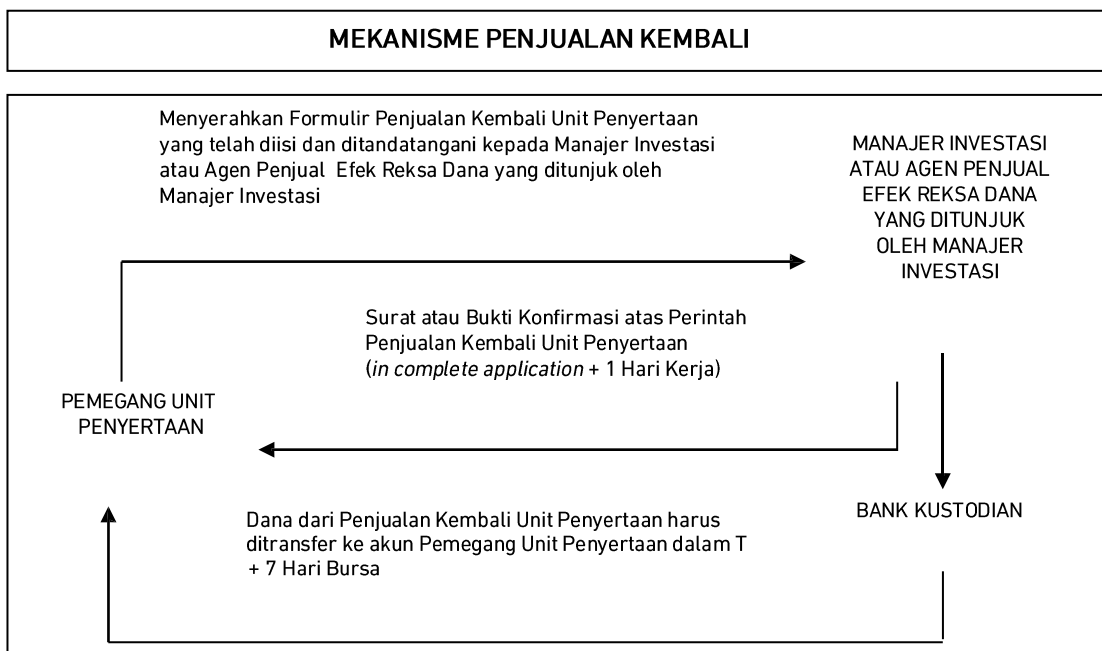 MEKANISME PENJUALAN KEMBALI
Menyerahkan Formulir Penjualan Kembali Unit Penyertaan
yang telah diisi dan ditandatangani kepada Manajer Investasi
atau Agen Penjual Efek Reksa Dana yang ditunjuk oleh
Manajer Investasi
MANAJER INVESTASI
ATAU AGEN PENJUAL
EFEK REKSA DANA
YANG DITUNJUK
OLEH MANAJER
INVESTASI
Surat atau Bukti Konfirmasi atas Perintah
Penjualan Kembali Unit Penyertaan
(in complete application + 1 Hari Kerja)
PEMEGANG UNIT
PENYERTAAN
BANK KUSTODIAN
Dana dari Penjualan Kembali Unit Penyertaan harus
ditransfer ke akun Pemegang Unit Penyertaan dalam T
+ 7 Hari Bursa